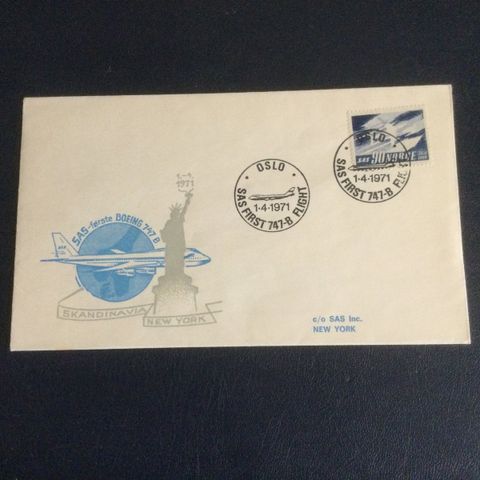 SAS 90 NORGE
OSLO
1-4-1971
SAS FIRST 747-B FLIGHT
OSLO
1-4-1971
SAS FIRST 747-B
1-4-
1971
SAS-første BOEING 747 B
SKANDINAVIA
NEW YORK
c/o SAS Inc.
NEW YORK